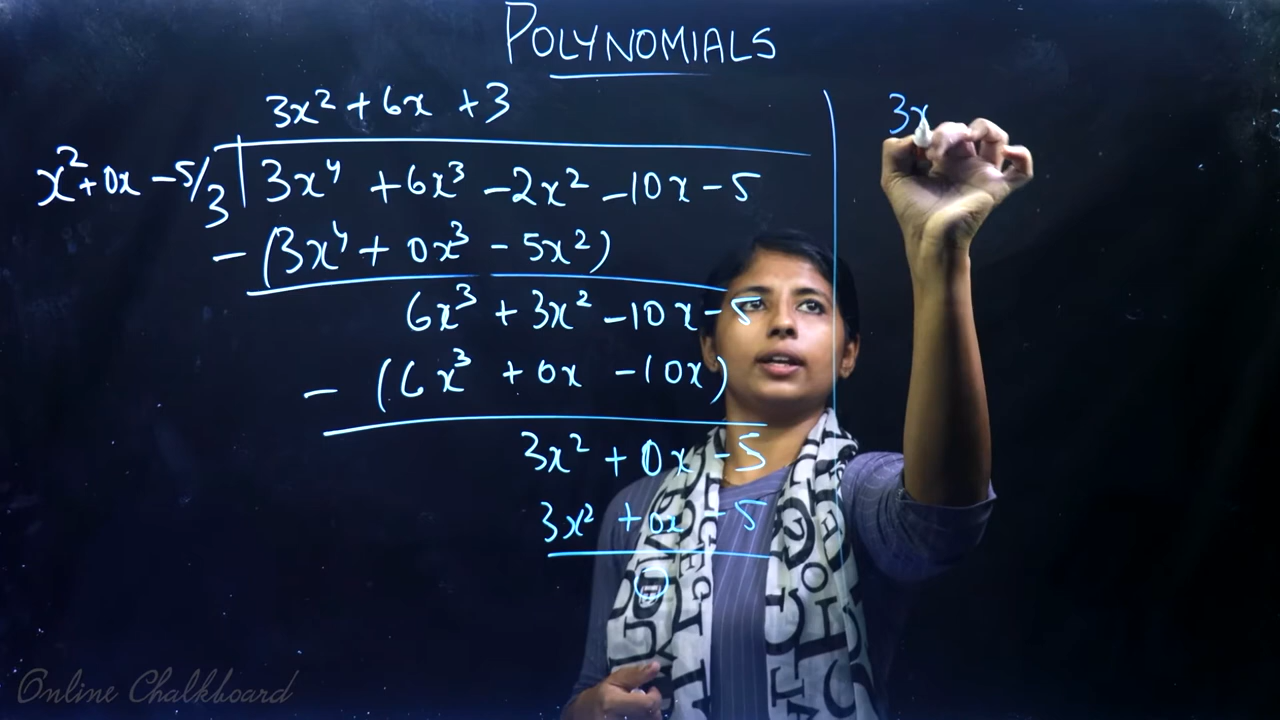 POLYNOMIALS
3x² + 6x + 3
x² + 0x - 5/3 | 3x⁴ + 6x³ - 2x² - 10x - 5
- (3x⁴ + 0x³ - 5x²)
6x³ + 3x² - 10x - 5
- (6x³ + 0x - 10x)
3x² + 0x - 5
3x² + 0x - 5
3x
Online Chalkboard